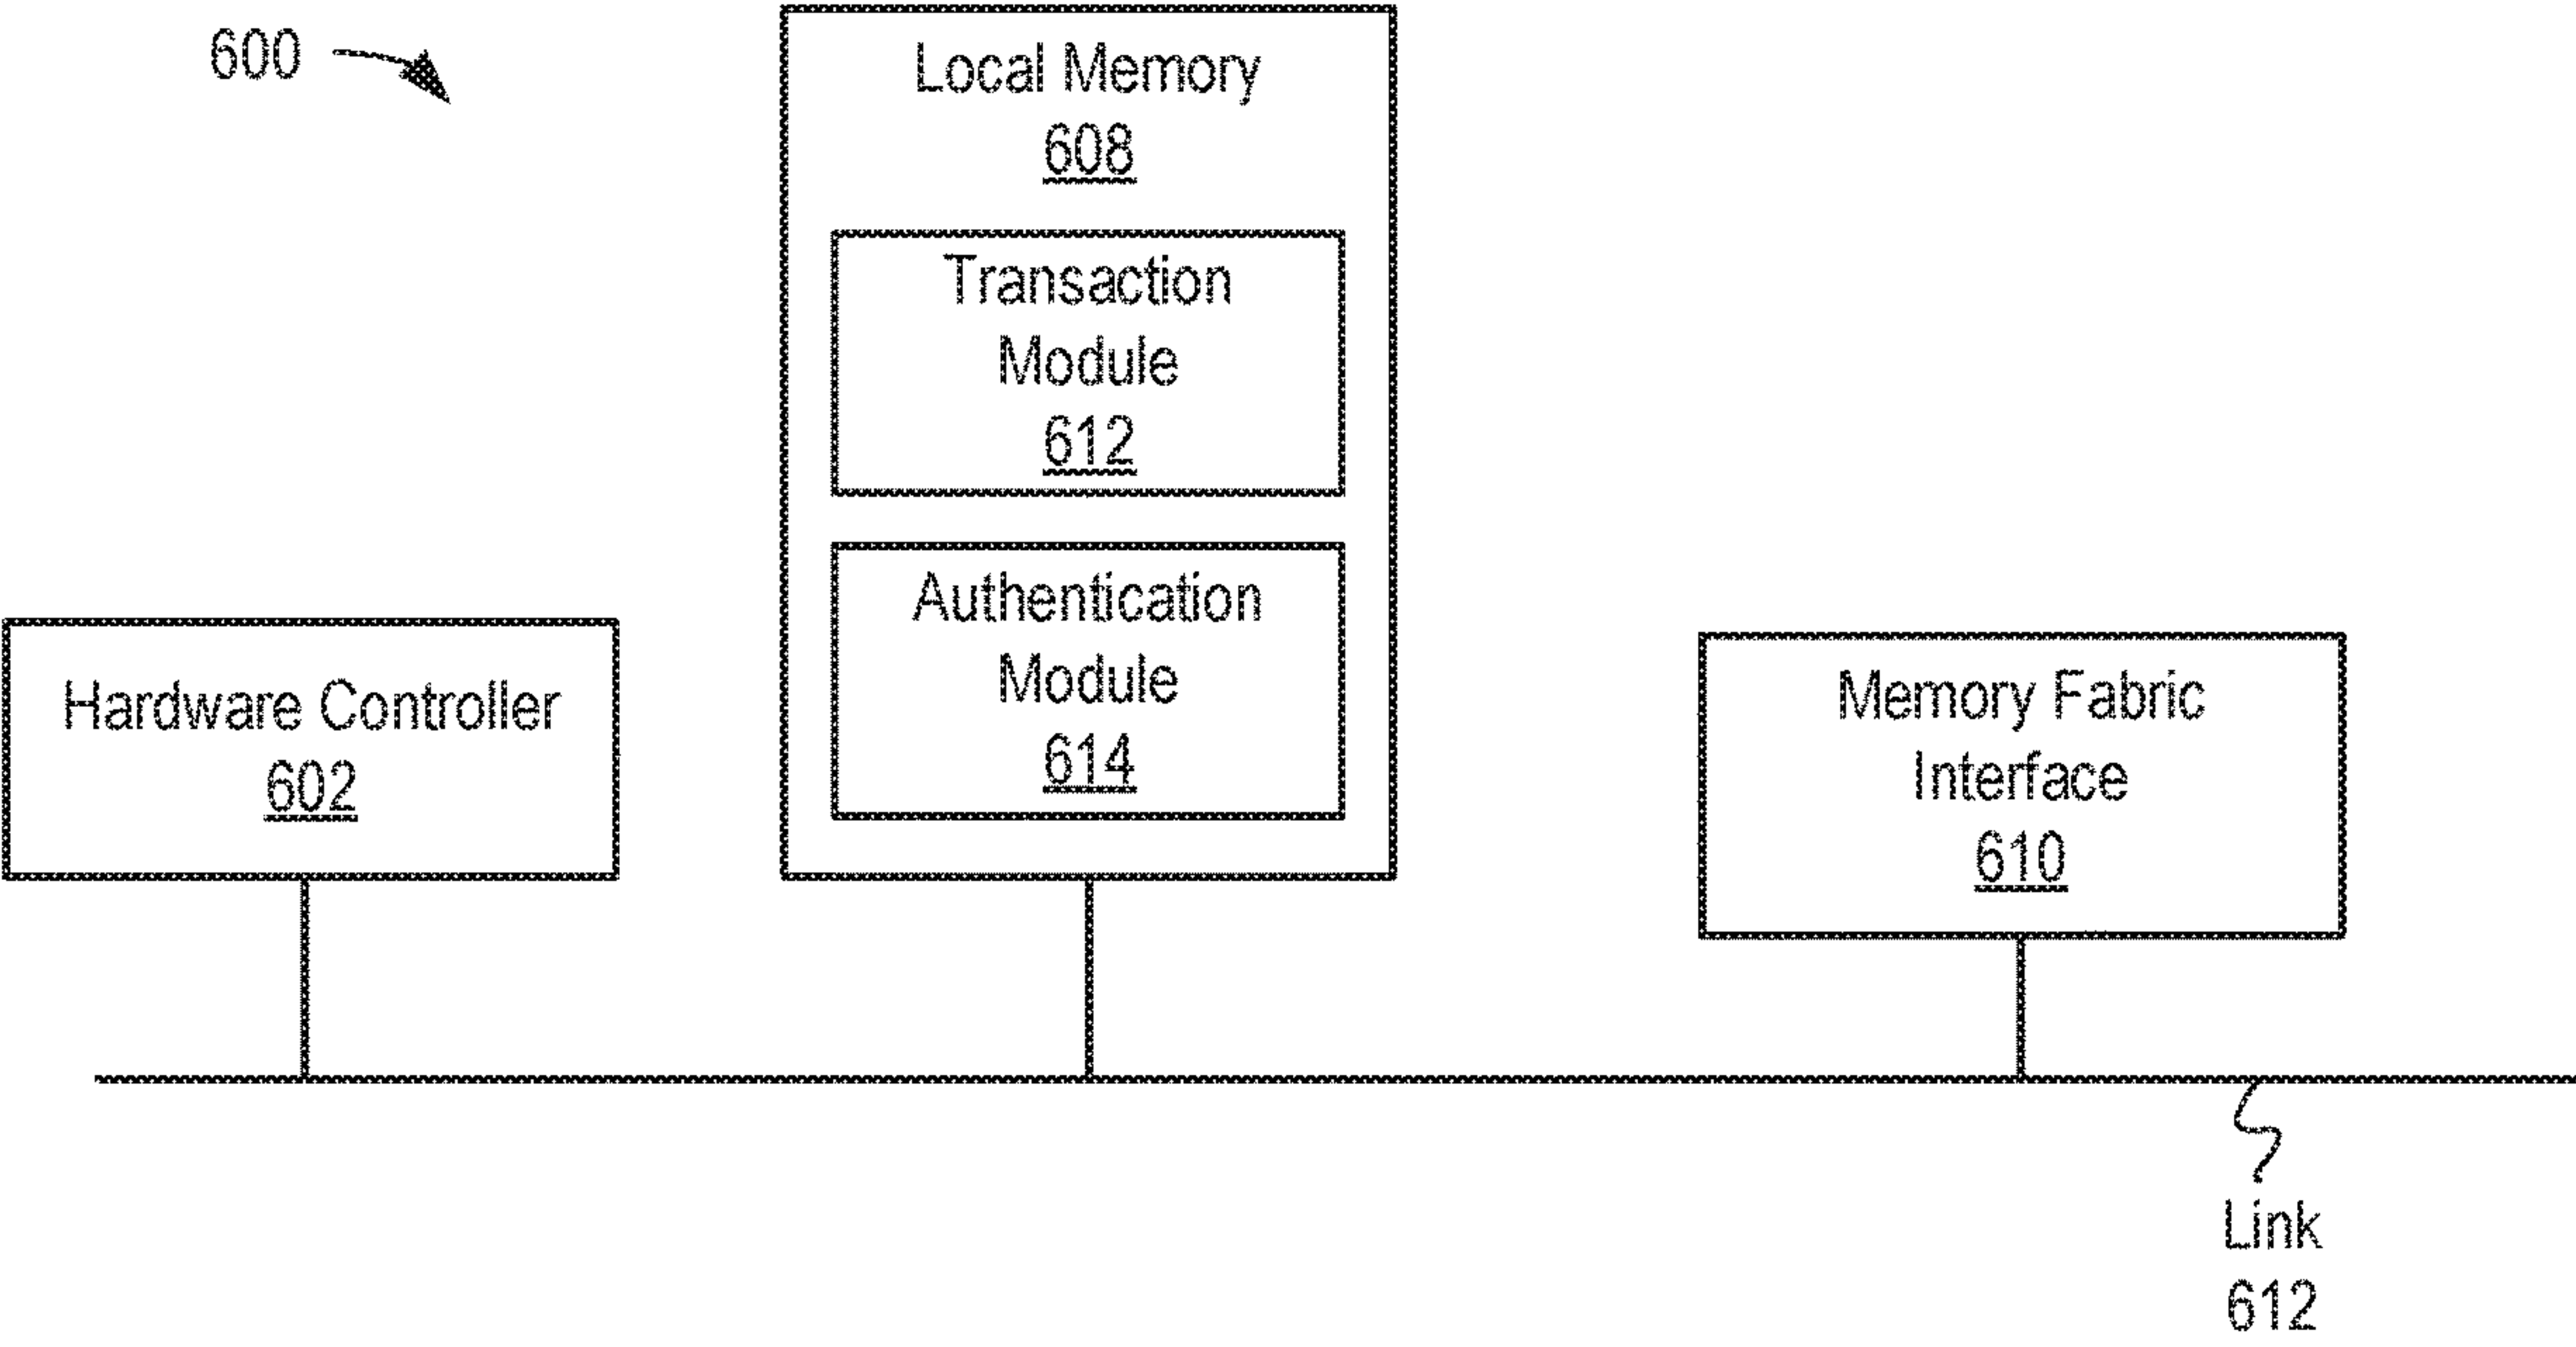 600
Local Memory
608
Transaction
Module
612
Authentication
Module
614
Hardware Controller
602
Memory Fabric
Interface
610
Link
612